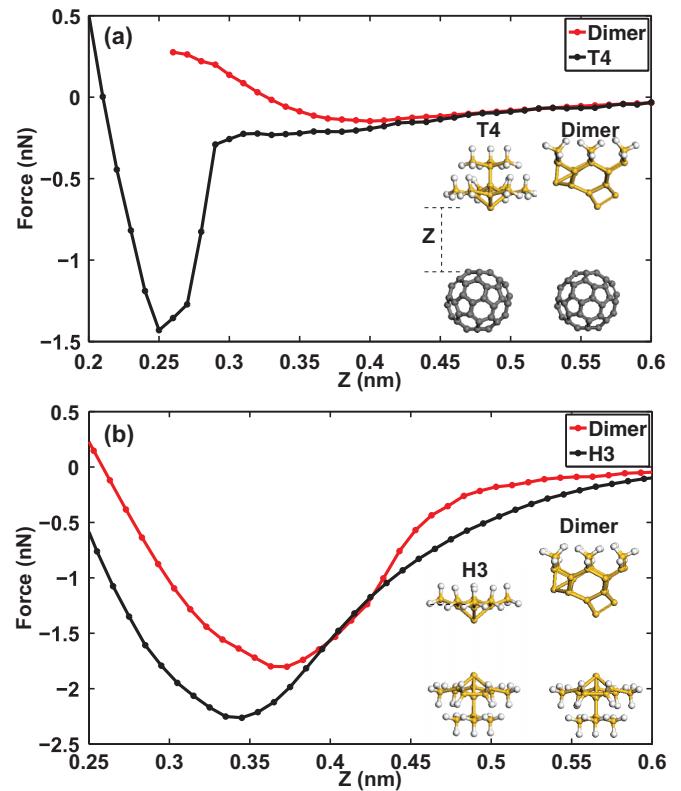 (a)
Dimer
T4
0.5
0
−0.5
−1
−1.5
Force (nN)
T4 Dimer
Z
0.2 0.25 0.3 0.35 0.4 0.45 0.5 0.55 0.6
Z (nm)
(b)
Dimer
H3
0.5
0
−0.5
−1
−1.5
−2
−2.5
Force (nN)
Dimer
H3
0.25 0.3 0.35 0.4 0.45 0.5 0.55 0.6
Z (nm)